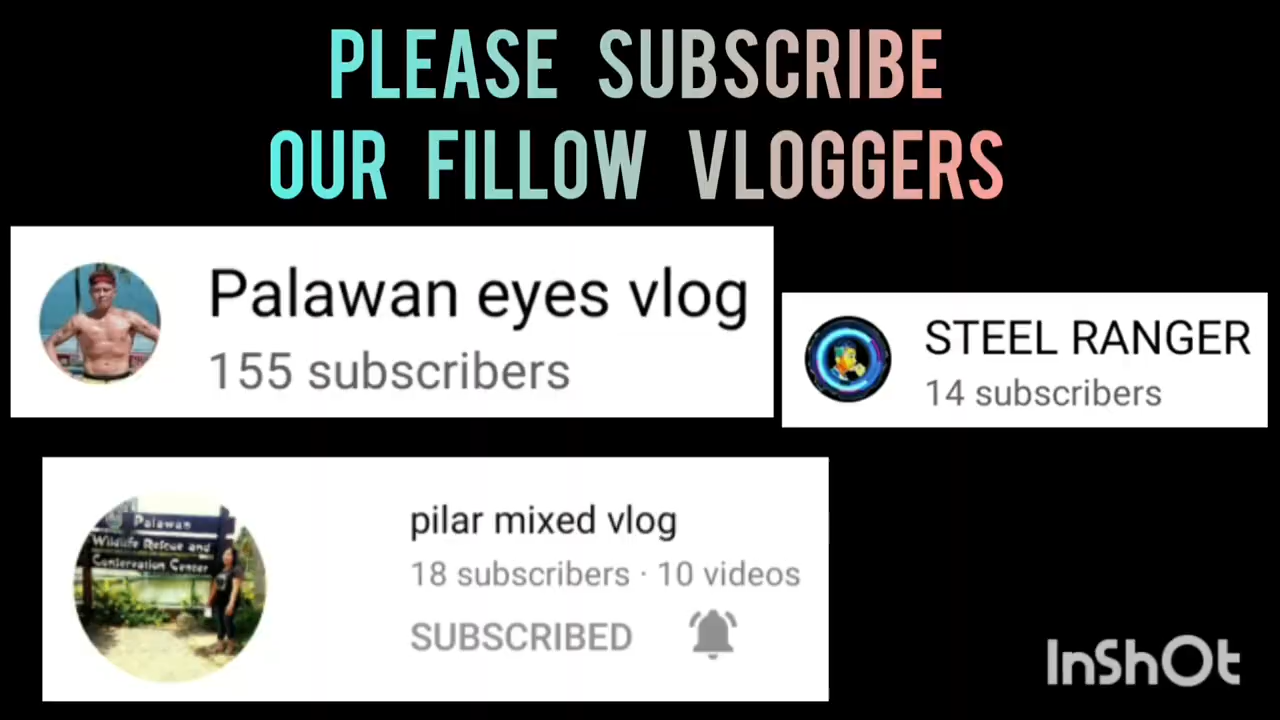 PLEASE SUBSCRIBE
OUR FILLOW VLOGGERS
Palawan eyes vlog
155 subscribers
STEEL RANGER
14 subscribers
Palawan
Wildlife Rescue and
Conservation Center
pilar mixed vlog
18 subscribers · 10 videos
SUBSCRIBED
InShOt